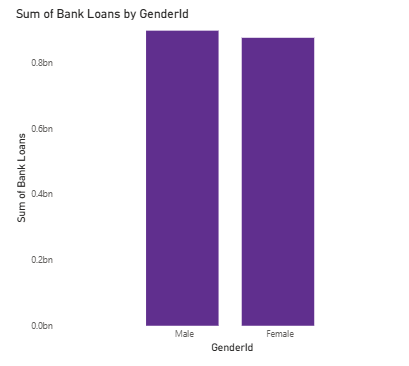 Sum of Bank Loans by GenderId
Sum of Bank Loans
0.8bn
0.6bn
0.4bn
0.2bn
0.0bn
Male Female
GenderId